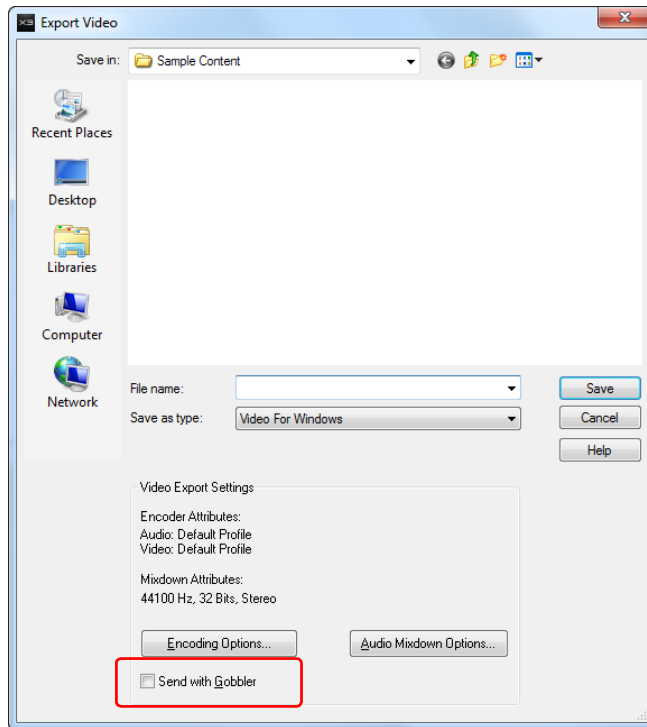 X3 Export Video
Save in: Sample Content
Recent Places
Desktop
Libraries
Computer
Network
File name: Save
Save as type: Video For Windows Cancel
Help
Video Export Settings
Encoder Attributes:
Audio: Default Profile
Video: Default Profile
Mixdown Attributes:
44100 Hz, 32 Bits, Stereo
Encoding Options... Audio Mixdown Options...
Send with Gobbler